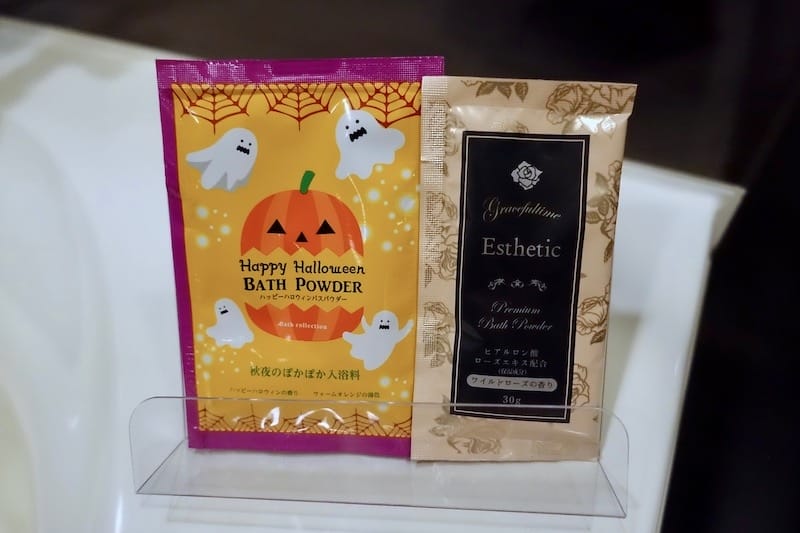 Happy Halloween
BATH POWDER
ハッピーハロウィンバスパウダー
Bath collection
秋夜のぽかぽか入浴料
ハッピーハロウィンの香り ウォームオレンジの湯色
Gracefultime
Esthetic
Premium
Bath Powder
ヒアルロン酸
ローズエキス配合
(保湿成分)
ワイルドローズの香り
30g